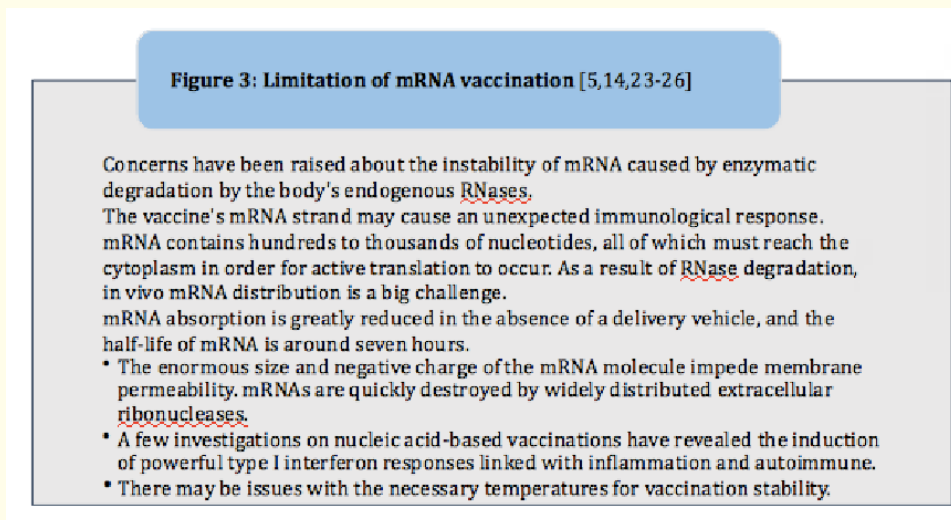 Figure 3: Limitation of mRNA vaccination [5,14,23-26]
Concerns have been raised about the instability of mRNA caused by enzymatic
degradation by the body's endogenous RNases.
The vaccine's mRNA strand may cause an unexpected immunological response.
mRNA contains hundreds to thousands of nucleotides, all of which must reach the
cytoplasm in order for active translation to occur. As a result of RNase degradation,
in vivo mRNA distribution is a big challenge.
mRNA absorption is greatly reduced in the absence of a delivery vehicle, and the
half-life of mRNA is around seven hours.
• The enormous size and negative charge of the mRNA molecule impede membrane
permeability. mRNAs are quickly destroyed by widely distributed extracellular
ribonucleases.
• A few investigations on nucleic acid-based vaccinations have revealed the induction
of powerful type I interferon responses linked with inflammation and autoimmune.
• There may be issues with the necessary temperatures for vaccination stability.